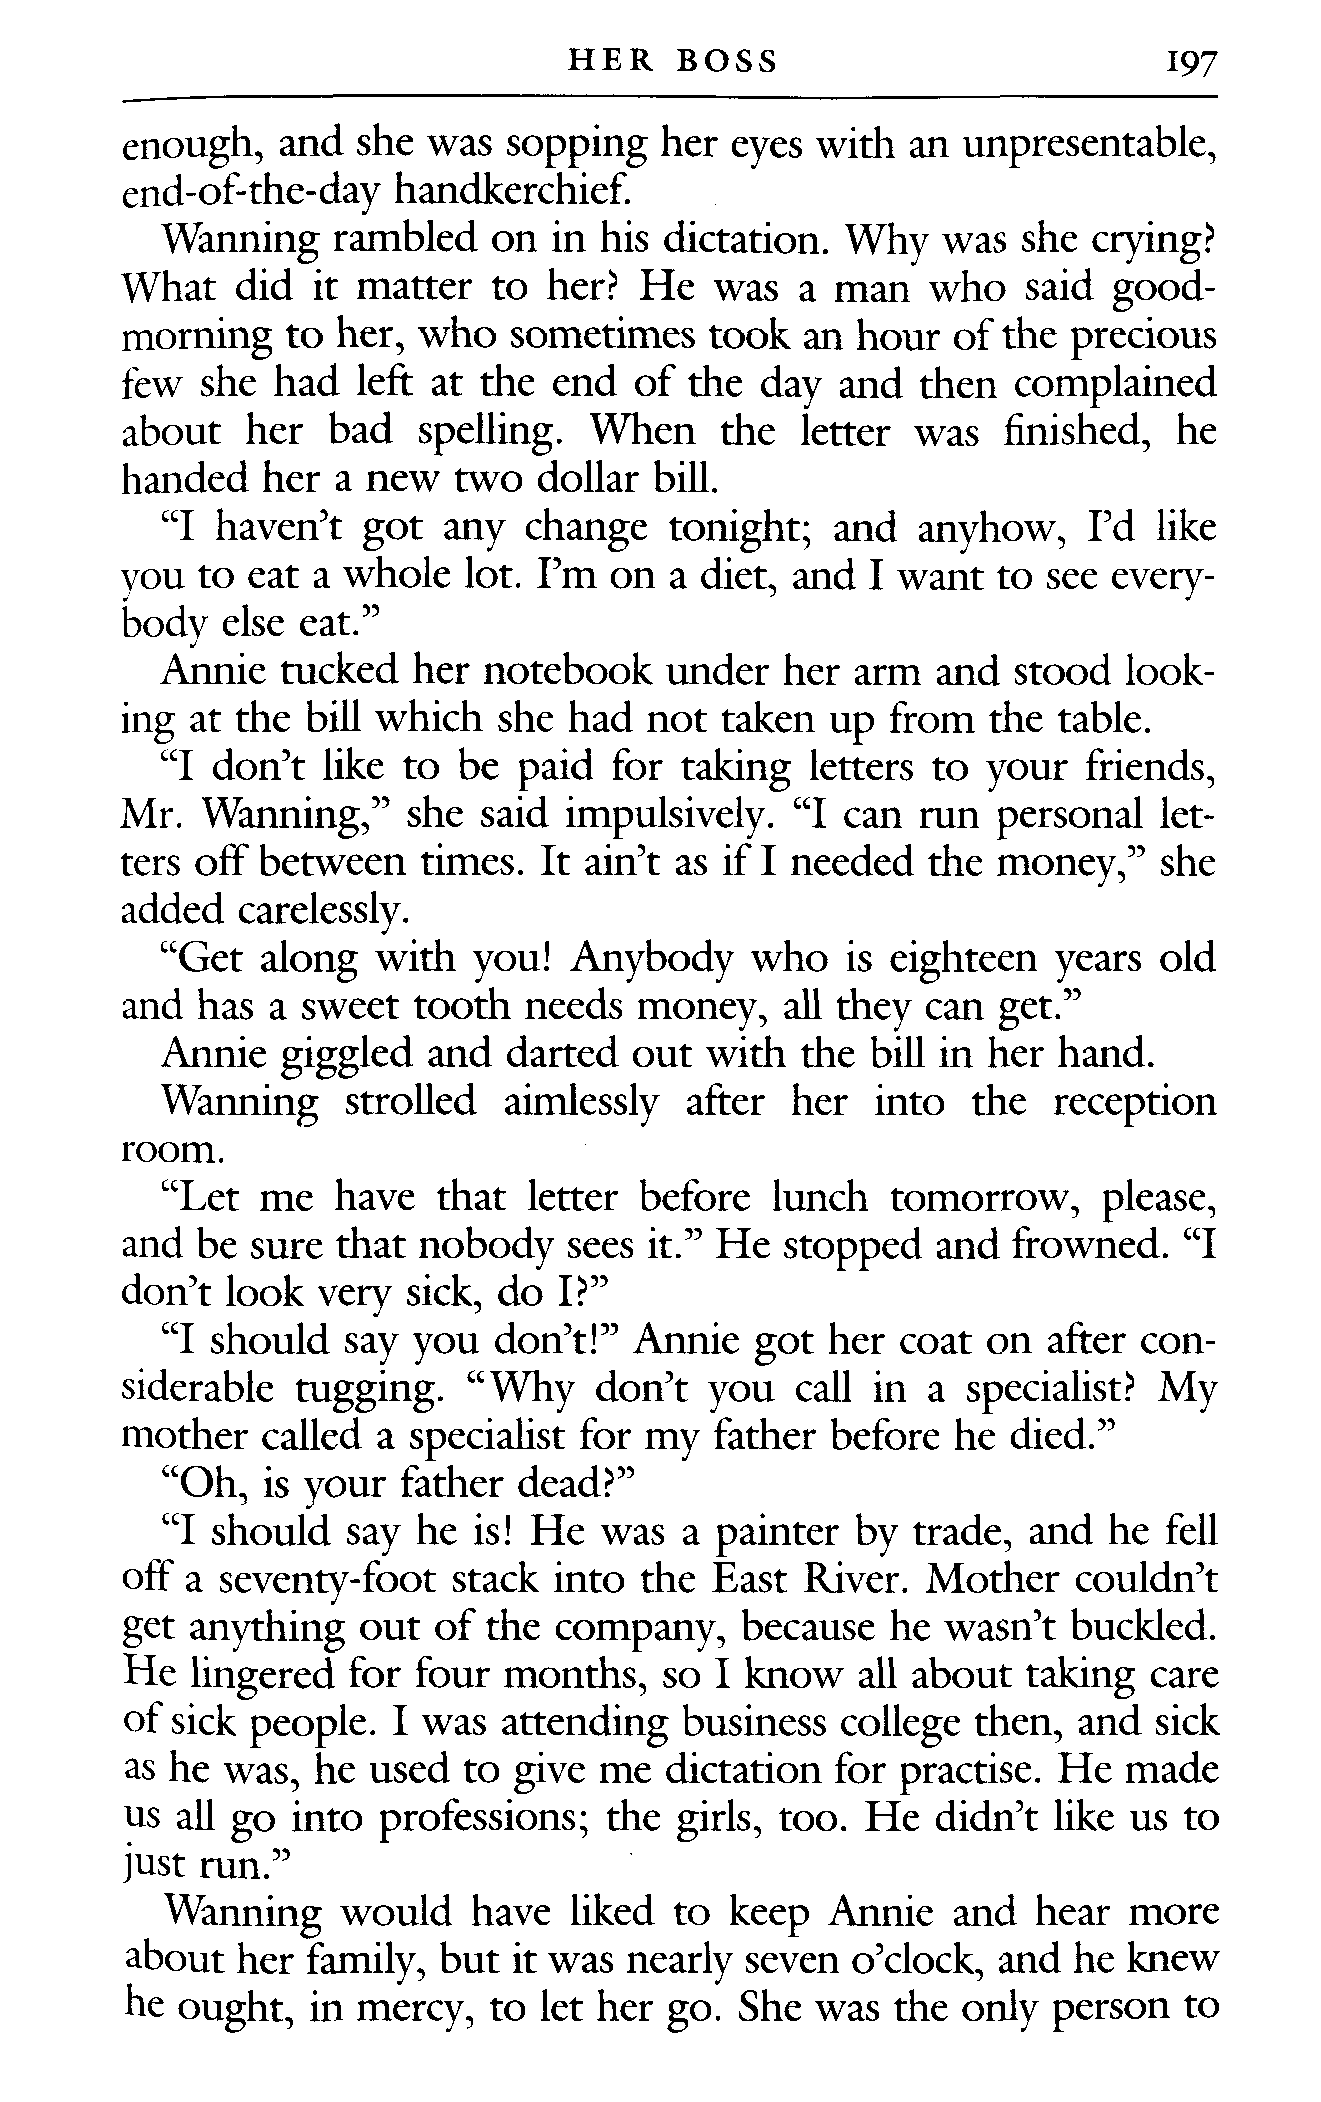 HER BOSS 197
enough, and she was sopping her eyes with an unpresentable,
end-of-the-day handkerchief.
Wanning rambled on in his dictation. Why was she crying?
What did it matter to her? He was a man who said good-
morning to her, who sometimes took an hour of the precious
few she had left at the end of the day and then complained
about her bad spelling. When the letter was finished, he
handed her a new two dollar bill.
“I haven’t got any change tonight; and anyhow, I’d like
you to eat a whole lot. I’m on a diet, and I want to see every-
body else eat.”
Annie tucked her notebook under her arm and stood look-
ing at the bill which she had not taken up from the table.
“I don’t like to be paid for taking letters to your friends,
Mr. Wanning,” she said impulsively. “I can run personal let-
ters off between times. It ain’t as if I needed the money,” she
added carelessly.
“Get along with you! Anybody who is eighteen years old
and has a sweet tooth needs money, all they can get.”
Annie giggled and darted out with the bill in her hand.
Wanning strolled aimlessly after her into the reception
room.
“Let me have that letter before lunch tomorrow, please,
and be sure that nobody sees it.” He stopped and frowned. “I
don’t look very sick, do I?”
“I should say you don’t!” Annie got her coat on after con-
siderable tugging. “Why don’t you call in a specialist? My
mother called a specialist for my father before he died.”
“Oh, is your father dead?”
“I should say he is! He was a painter by trade, and he fell
off a seventy-foot stack into the East River. Mother couldn’t
get anything out of the company, because he wasn’t buckled.
He lingered for four months, so I know all about taking care
of sick people. I was attending business college then, and sick
as he was, he used to give me dictation for practise. He made
us all go into professions; the girls, too. He didn’t like us to
just run.”
Wanning would have liked to keep Annie and hear more
about her family, but it was nearly seven o’clock, and he knew
he ought, in mercy, to let her go. She was the only person to